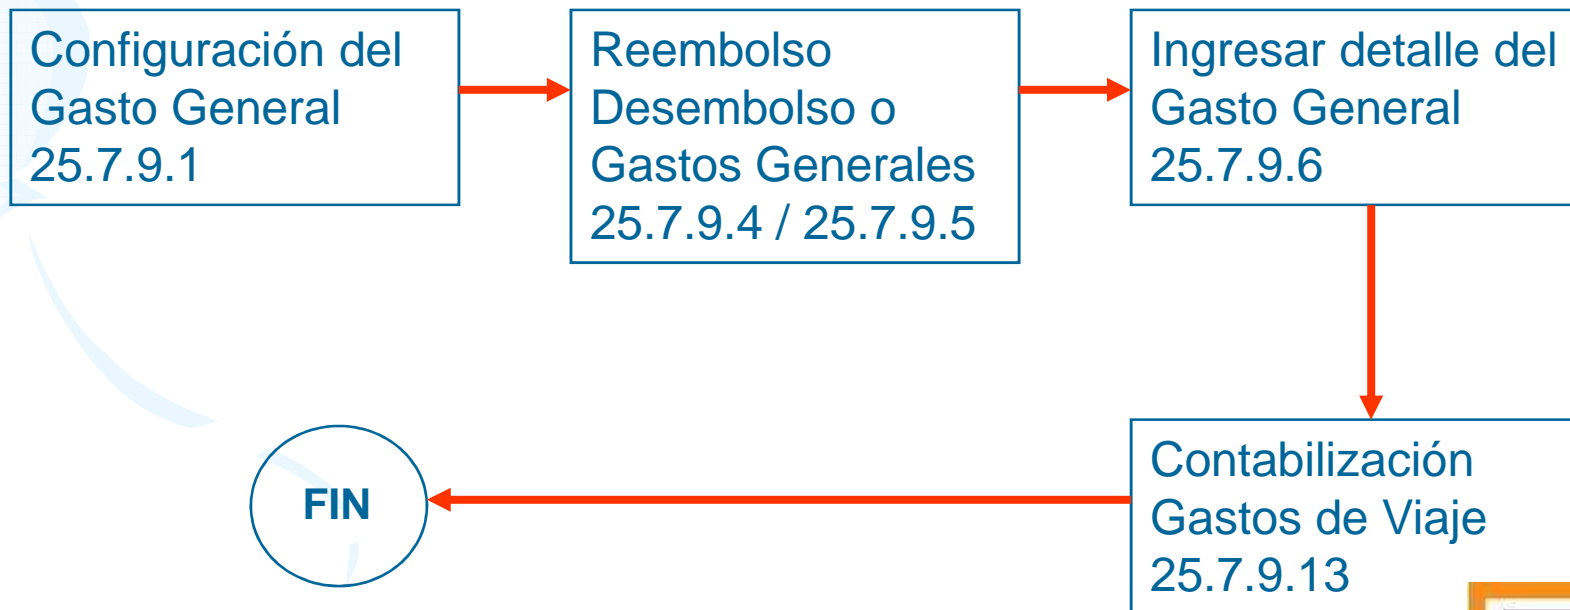 Configuración del
Gasto General
25.7.9.1
Reembolso
Desembolso o
Gastos Generales
25.7.9.4 / 25.7.9.5
Ingresar detalle del
Gasto General
25.7.9.6
Contabilización
Gastos de Viaje
25.7.9.13
FIN